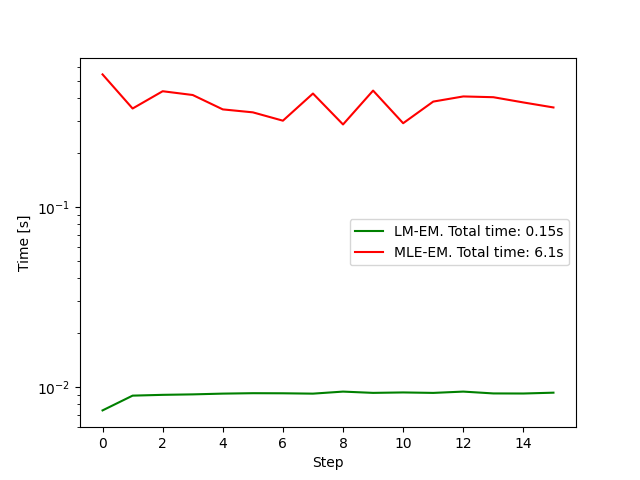 Time [s]
10⁻¹
10⁻²
LM-EM. Total time: 0.15s
MLE-EM. Total time: 6.1s
0 2 4 6 8 10 12 14
Step